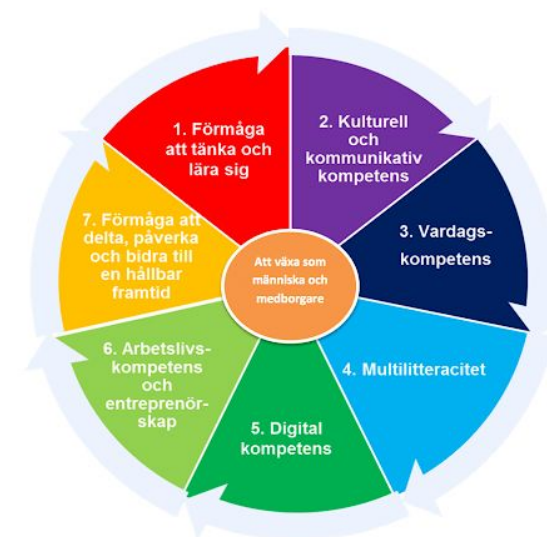 1. Förmåga
att tänka och
lära sig
2. Kulturell
och
kommunikativ
kompetens
3. Vardags-
kompetens
4. Multilitteracitet
5. Digital
kompetens
6. Arbetslivs-
kompetens
och
entreprenör-
skap
7. Förmåga att
delta, påverka
och bidra till
en hållbar
framtid
Att växa som
människa och
medborgare